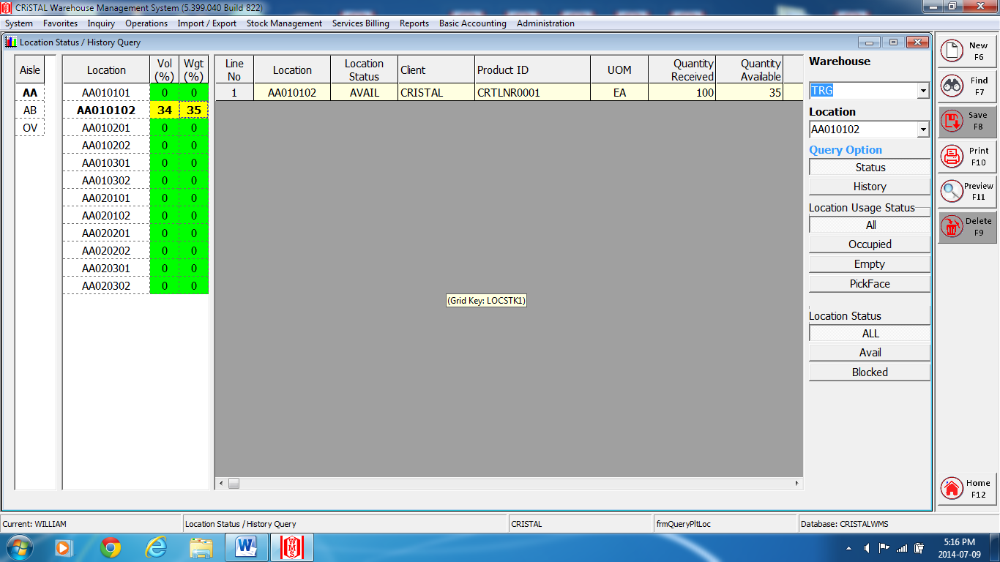 CRiSTAL Warehouse Management System (5.399.040 Build 822)
System Favorites Inquiry Operations Import / Export Stock Management Services Billing Reports Basic Accounting Administration
Location Status / History Query
Aisle
AA
AB
OV
Location Vol (%) Wgt (%)
AA010101 0 0
AA010102 34 35
AA010201 0 0
AA010202 0 0
AA010301 0 0
AA010302 0 0
AA020101 0 0
AA020102 0 0
AA020201 0 0
AA020202 0 0
AA020301 0 0
AA020302 0 0
Line No Location Location Status Client Product ID UOM Quantity Received Quantity Available
1 AA010102 AVAIL CRISTAL CRTLNR0001 EA 100 35
(Grid Key: LOCSTK1)
Warehouse
TRG
Location
AA010102
Query Option
Status
History
Location Usage Status
All
Occupied
Empty
PickFace
Location Status
ALL
Avail
Blocked
New F6
Find F7
Save F8
Print F10
Preview F11
Delete F9
Home F12
Current: WILLIAM Location Status / History Query CRISTAL frmQueryPltLoc Database: CRISTALWMS
W WMS
5:16 PM
2014-07-09